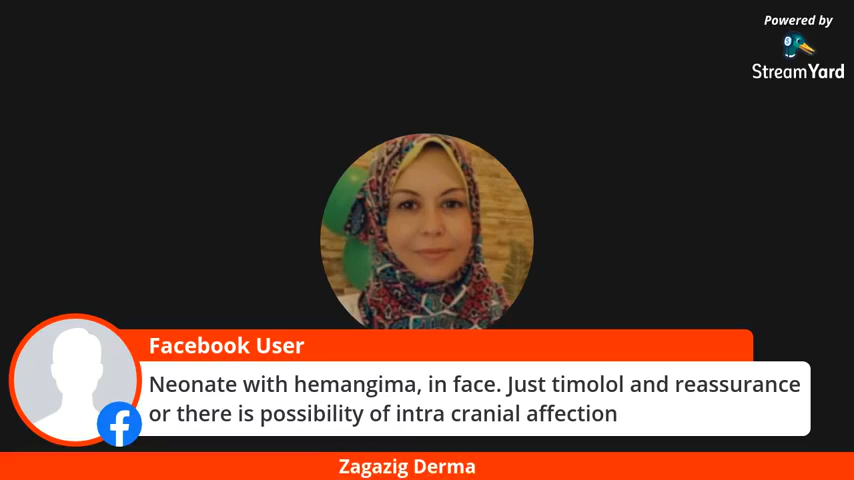 Powered by
StreamYard
Facebook User
Neonate with hemangima, in face. Just timolol and reassurance
or there is possibility of intra cranial affection
Zagazig Derma